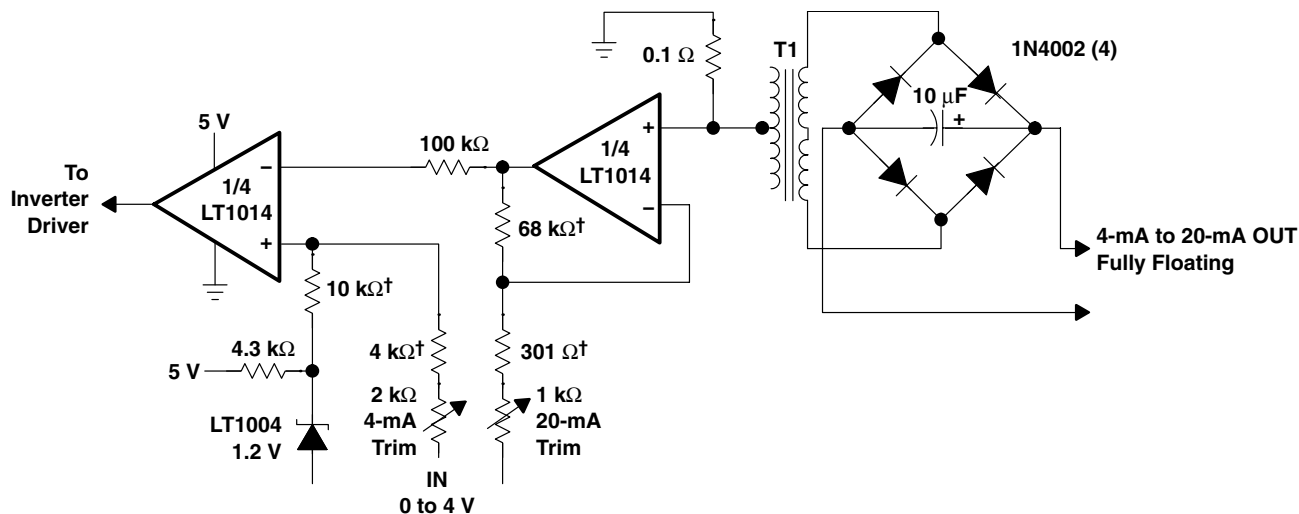 0.1 Ω
T1
1N4002 (4)
10 µF
+
5 V
100 kΩ
+
1/4
LT1014
−
−
1/4
LT1014
+
To
Inverter
Driver
68 kΩ†
4-mA to 20-mA OUT
Fully Floating
10 kΩ†
4.3 kΩ
5 V
4 kΩ†
301 Ω†
2 kΩ
4-mA
Trim
1 kΩ
20-mA
Trim
LT1004
1.2 V
IN
0 to 4 V